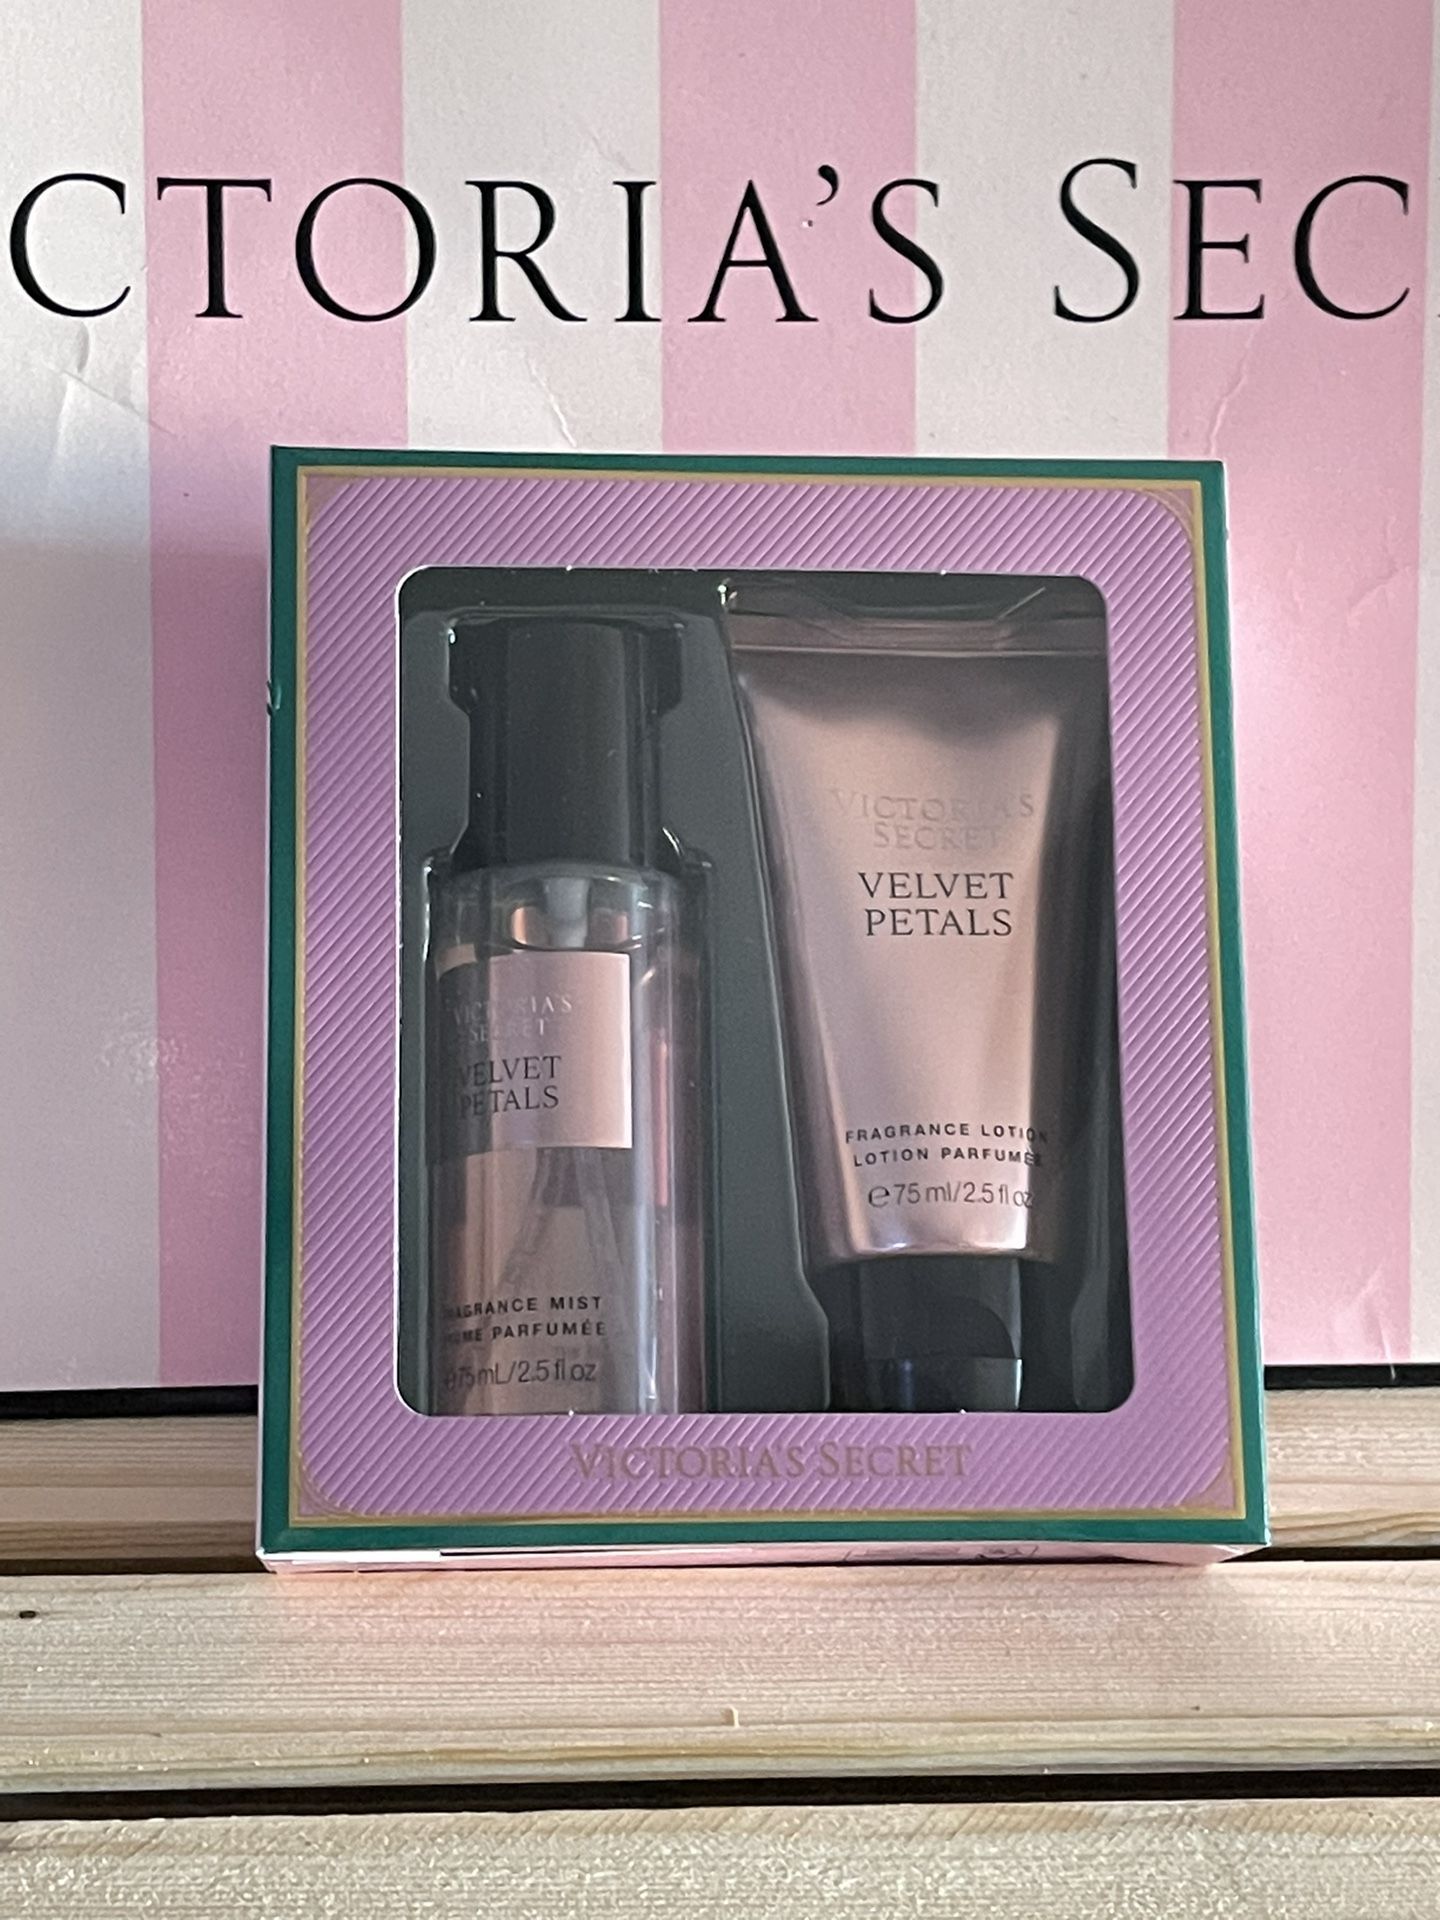 CTORIA'S SEC
VICTORIA'S
SECRET
VELVET
PETALS
FRAGRANCE MIST
PARFUMÉE
℮75mL/2.5 fl oz
VICTORIA'S
SECRET
VELVET
PETALS
FRAGRANCE LOTION
LOTION PARFUMÉE
℮75 ml/2.5 fl oz
VICTORIA'S SECRET